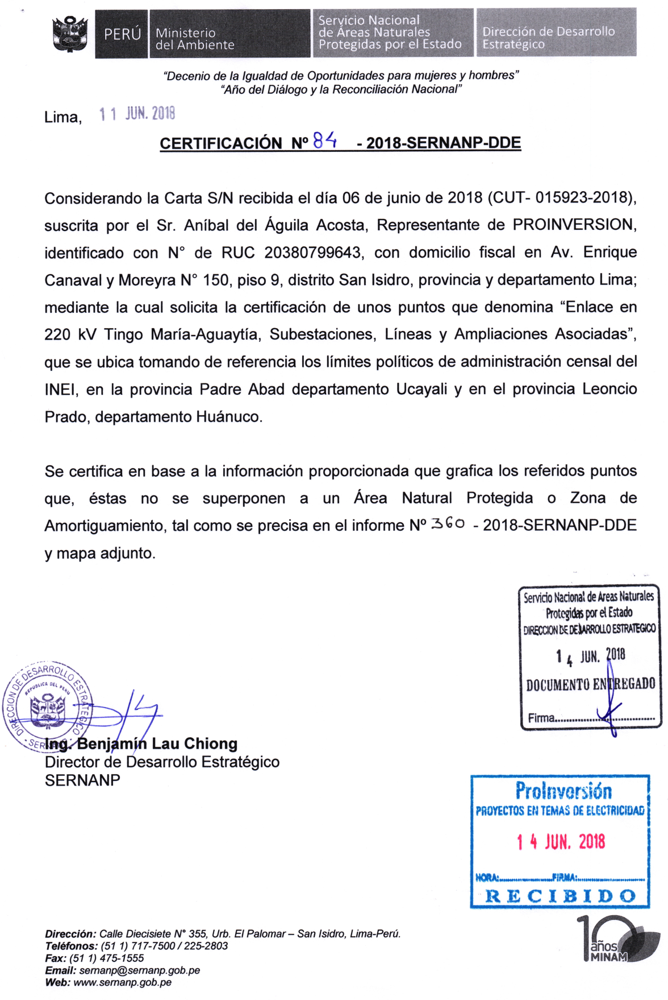 PERÚ
Ministerio
del Ambiente
Servicio Nacional
de Áreas Naturales
Protegidas por el Estado
Dirección de Desarrollo
Estratégico
“Decenio de la Igualdad de Oportunidades para mujeres y hombres”
“Año del Diálogo y la Reconciliación Nacional”
Lima, 11 JUN. 2018
CERTIFICACIÓN Nº 84 - 2018-SERNANP-DDE
Considerando la Carta S/N recibida el día 06 de junio de 2018 (CUT- 015923-2018),
suscrita por el Sr. Aníbal del Águila Acosta, Representante de PROINVERSION,
identificado con N° de RUC 20380799643, con domicilio fiscal en Av. Enrique
Canaval y Moreyra N° 150, piso 9, distrito San Isidro, provincia y departamento Lima;
mediante la cual solicita la certificación de unos puntos que denomina “Enlace en
220 kV Tingo María-Aguaytía, Subestaciones, Líneas y Ampliaciones Asociadas”,
que se ubica tomando de referencia los límites políticos de administración censal del
INEI, en la provincia Padre Abad departamento Ucayali y en el provincia Leoncio
Prado, departamento Huánuco.
Se certifica en base a la información proporcionada que grafica los referidos puntos
que, éstas no se superponen a un Área Natural Protegida o Zona de
Amortiguamiento, tal como se precisa en el informe Nº 360 - 2018-SERNANP-DDE
y mapa adjunto.
Servicio Nacional de Areas Naturales
Protegidas por el Estado
DIRECCION DE DESARROLLO ESTRATEGICO
14 JUN. 2018
DOCUMENTO ENTREGADO
Firma..............................
DIRECCION DE DESARROLLO ESTRATEGICO
REPUBLICA DEL PERU
- SERNANP -
Ing. Benjamín Lau Chiong
Director de Desarrollo Estratégico
SERNANP
ProInversión
PROYECTOS EN TEMAS DE ELECTRICIDAD
14 JUN. 2018
HORA:....................FIRMA:..........................
RECIBIDO
Dirección: Calle Diecisiete N° 355, Urb. El Palomar – San Isidro, Lima-Perú.
Teléfonos: (51 1) 717-7500 / 225-2803
Fax: (51 1) 475-1555
Email: sernanp@sernanp.gob.pe
Web: www.sernanp.gob.pe
10
años
MINAM